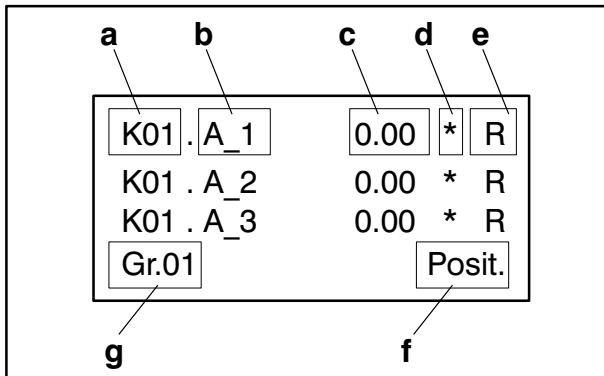 a b c d e
K01 . A_1 0.00 * R
K01 . A_2 0.00 * R
K01 . A_3 0.00 * R
Gr.01 Posit.
g f